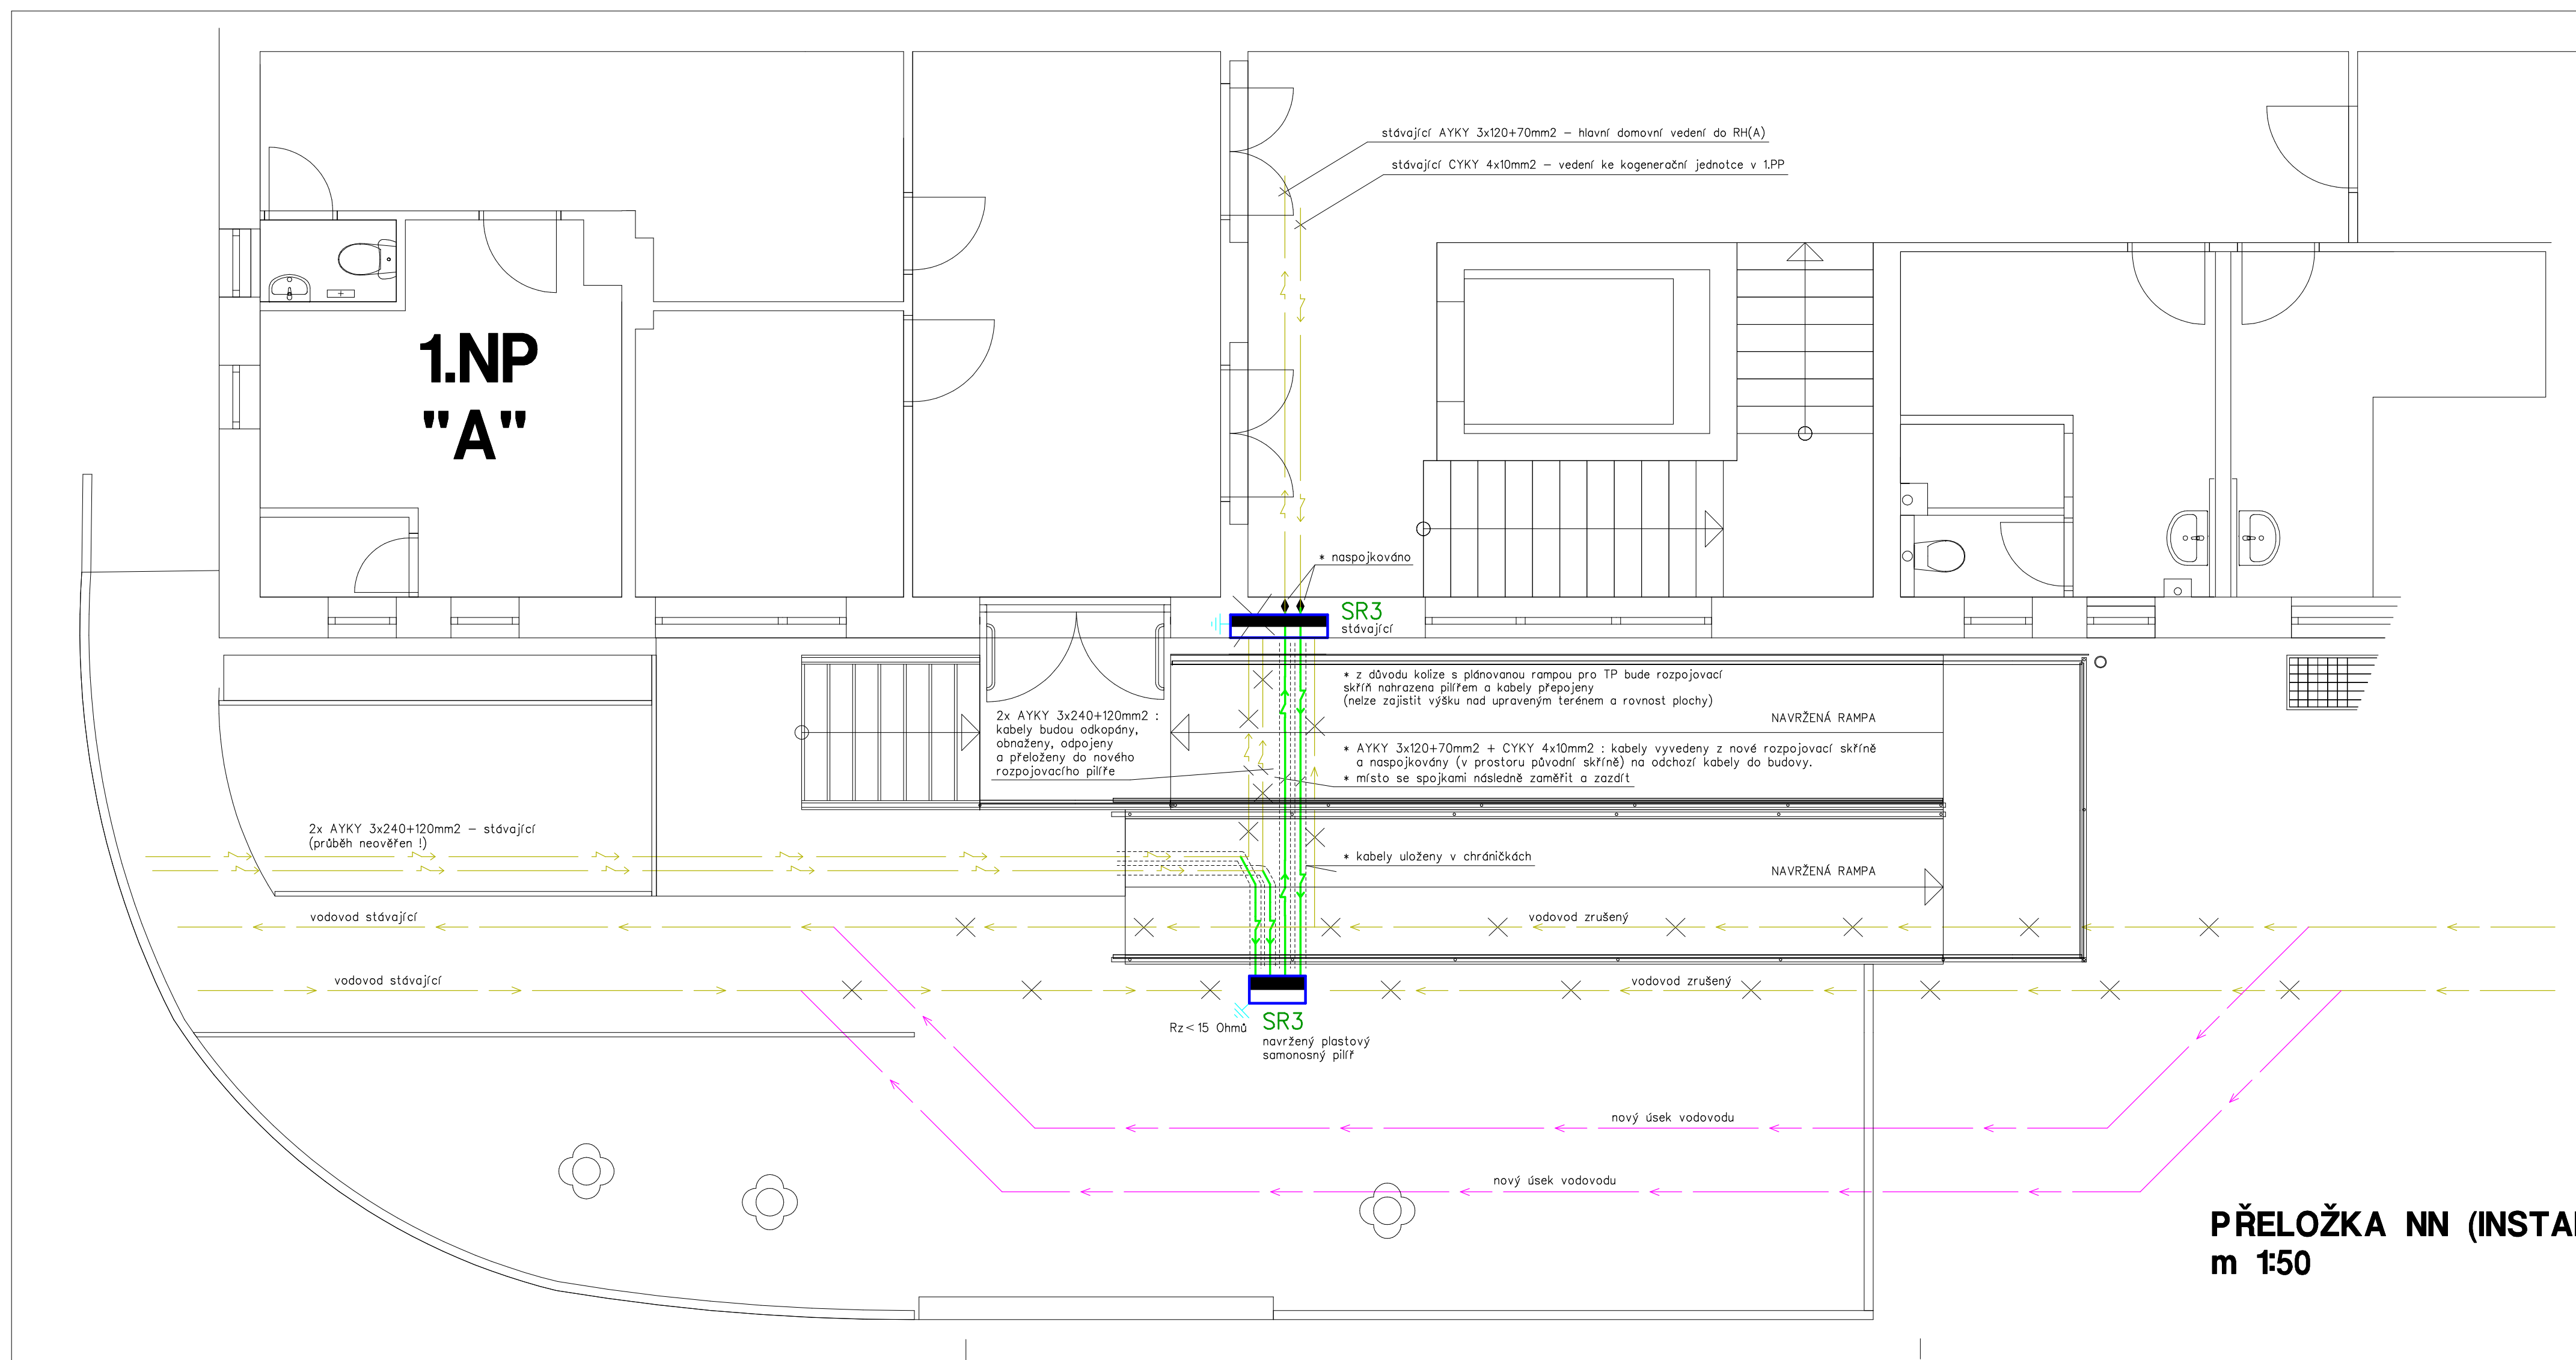 stávající AYKY 3x120+70mm2 – hlavní domovní vedení do RH(A)
stávající CYKY 4x10mm2 – vedení ke kogenerační jednotce v 1.PP
1.NP
"A"
* naspojkováno
SR3
stávající
* z důvodu kolize s plánovanou rampou pro TP bude rozpojovací
skříň nahrazena pilířem a kabely přepojeny
(nelze zajistit výšku nad upraveným terénem a rovnost plochy)
NAVRŽENÁ RAMPA
2x AYKY 3x240+120mm2 :
kabely budou odkopány,
obnaženy, odpojeny
a přeloženy do nového
rozpojovacího pilíře
* AYKY 3x120+70mm2 + CYKY 4x10mm2 : kabely vyvedeny z nové rozpojovací skříně
a naspojkovány (v prostoru původní skříně) na odchozí kabely do budovy.
* místo se spojkami následně zaměřit a zazdít
2x AYKY 3x240+120mm2 – stávající
(průběh neověřen !)
* kabely uloženy v chráničkách
NAVRŽENÁ RAMPA
vodovod stávající
vodovod zrušený
vodovod stávající
vodovod zrušený
Rz<15 Ohmů
SR3
navržený plastový
samonosný pilíř
nový úsek vodovodu
nový úsek vodovodu
PŘELOŽKA NN (INSTA
m 1:50